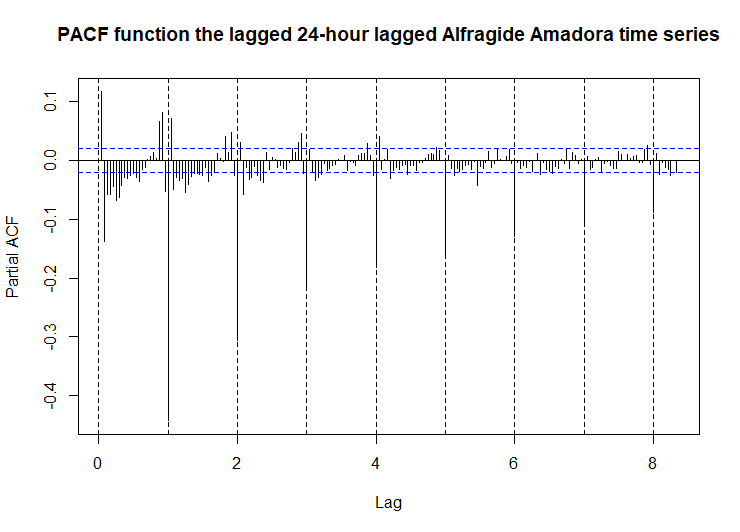 PACF function the lagged 24-hour lagged Alfragide Amadora time series
Partial ACF
0.1
0.0
-0.1
-0.2
-0.3
-0.4
0 2 4 6 8
Lag